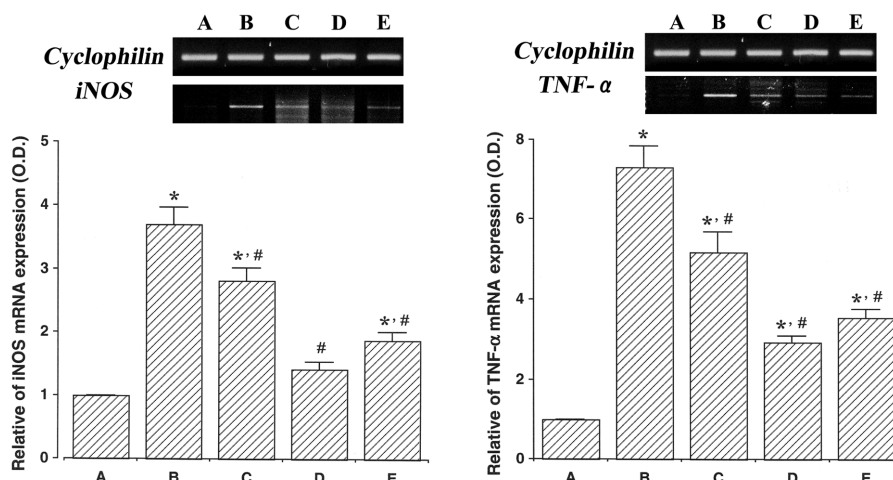 A B C D E
Cyclophilin
iNOS
Relative of iNOS mRNA expression (O.D.)
5
4
3
2
1
0
*
*, #
#
*, #
A B C D E
A B C D E
Cyclophilin
TNF-α
Relative of TNF-α mRNA expression (O.D.)
8
6
4
2
0
*
*, #
*, #
*, #
A B C D E